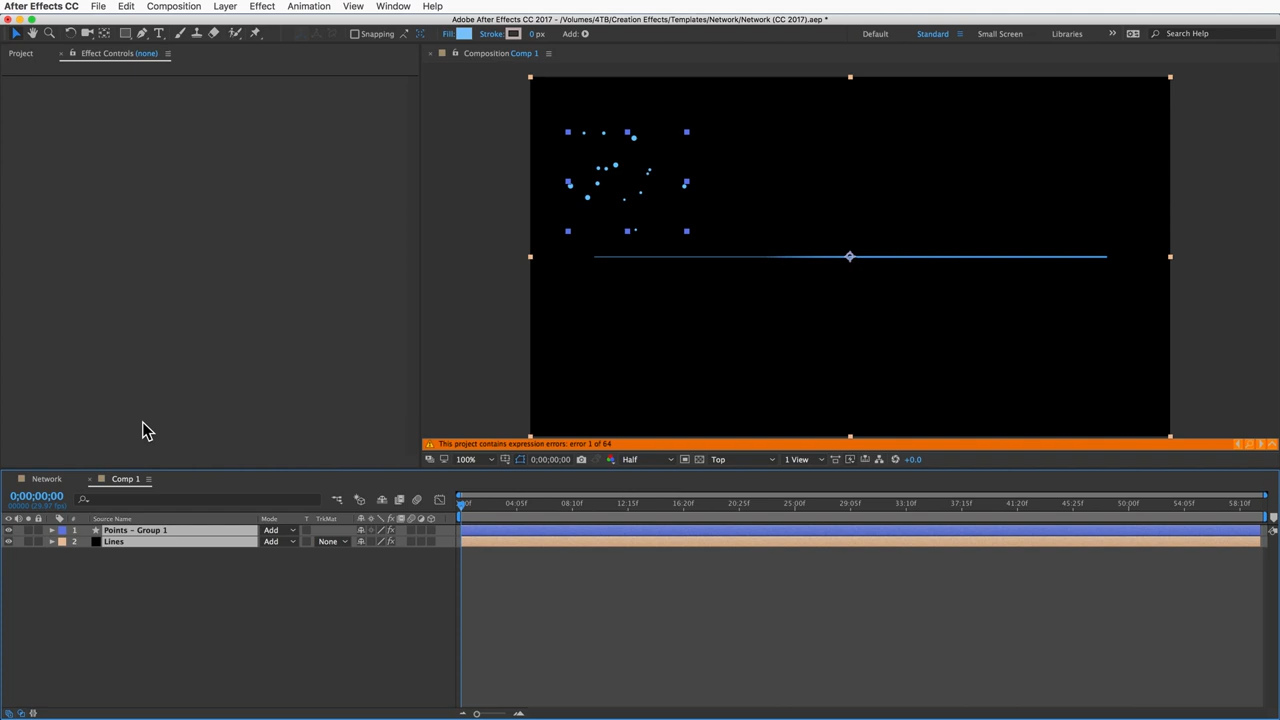 After Effects CC File Edit Composition Layer Effect Animation View Window Help
Adobe After Effects CC 2017 - /Volumes/4TB/Creation Effects/Templates/Network/Network (CC 2017).aep *
Snapping Fill: Stroke: 0 px Add: Default Standard Small Screen Libraries Search Help
Project Effect Controls (none) Composition Comp 1
This project contains expression errors: error 1 of 64
100% 0;00;00;00 Half Top 1 View +0.0
Network Comp 1
0;00;00;00
00000 (29.97 fps)
:00f 04:05f 08:10f 12:15f 16:20f 20:25f 25:00f 29:05f 33:10f 37:15f 41:20f 45:25f 50:00f 54:05f 58:10f
# Source Name Mode T TrkMat
1 Points - Group 1 Add
2 Lines Add None